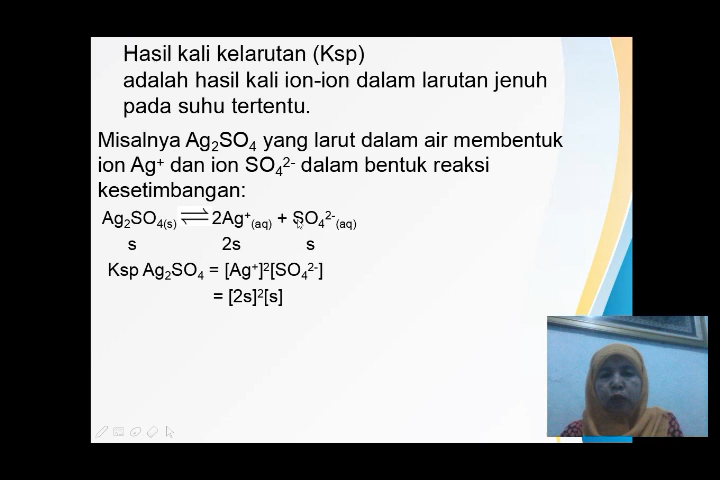 Hasil kali kelarutan (Ksp)
adalah hasil kali ion-ion dalam larutan jenuh
pada suhu tertentu.
Misalnya Ag₂SO₄ yang larut dalam air membentuk
ion Ag⁺ dan ion SO₄²⁻ dalam bentuk reaksi
kesetimbangan:
Ag₂SO₄₍ₛ₎ ⇌ 2Ag⁺₍aq₎ + SO₄²⁻₍aq₎
s 2s s
Ksp Ag₂SO₄ = [Ag⁺]²[SO₄²⁻]
= [2s]²[s]